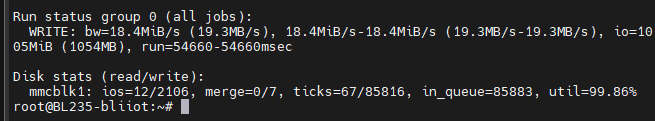 Run status group 0 (all jobs):
  WRITE: bw=18.4MiB/s (19.3MB/s), 18.4MiB/s-18.4MiB/s (19.3MB/s-19.3MB/s), io=10
05MiB (1054MB), run=54660-54660msec

Disk stats (read/write):
  mmcblk1: ios=12/2106, merge=0/7, ticks=67/85816, in_queue=85883, util=99.86%
root@BL235-bliiot:~#